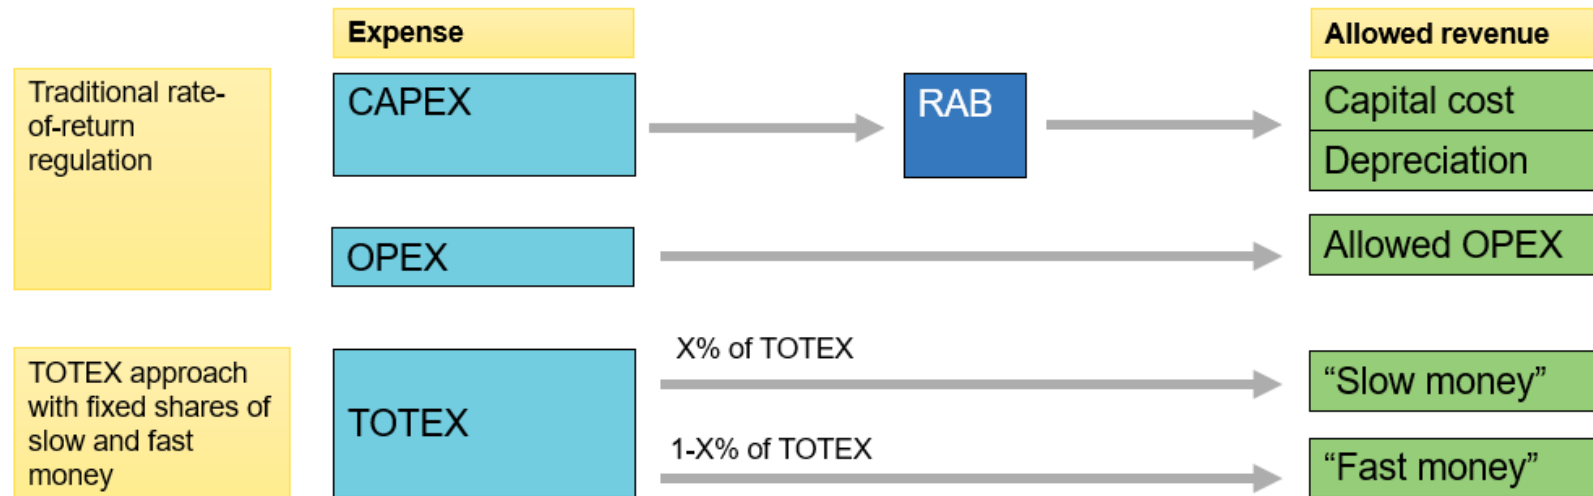 Expense
Allowed revenue
Traditional rate-
of-return
regulation
CAPEX
RAB
Capital cost
Depreciation
OPEX
Allowed OPEX
TOTEX approach
with fixed shares of
slow and fast
money
TOTEX
X% of TOTEX
“Slow money”
1-X% of TOTEX
“Fast money”